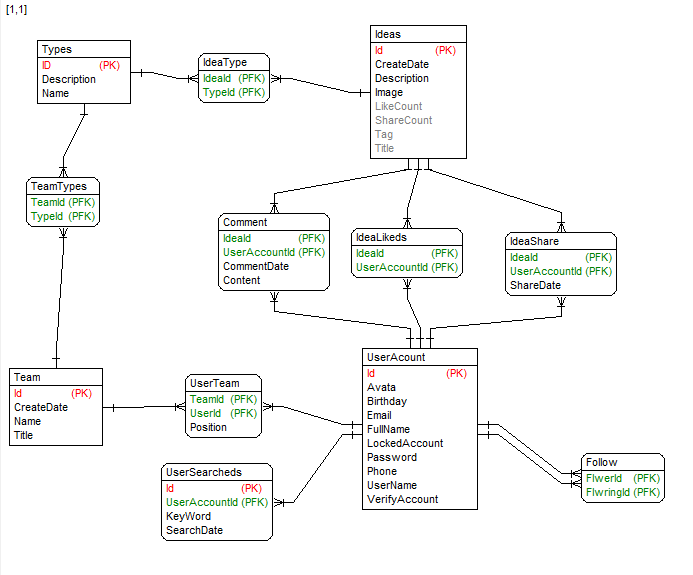 [1,1]
Types
ID (PK)
Description
Name
IdeaType
IdeaId (PFK)
TypeId (PFK)
Ideas
Id (PK)
CreateDate
Description
Image
LikeCount
ShareCount
Tag
Title
TeamTypes
TeamId (PFK)
TypeId (PFK)
Comment
IdeaId (PFK)
UserAccountId (PFK)
CommentDate
Content
IdeaLikeds
IdeaId (PFK)
UserAccountId (PFK)
IdeaShare
IdeaId (PFK)
UserAccountId (PFK)
ShareDate
Team
Id (PK)
CreateDate
Name
Title
UserTeam
TeamId (PFK)
UserId (PFK)
Position
UserAcount
Id (PK)
Avata
Birthday
Email
FullName
LockedAccount
Password
Phone
UserName
VerifyAccount
UserSearcheds
Id (PK)
UserAccountId (PFK)
KeyWord
SearchDate
Follow
FlwerId (PFK)
FlwringId (PFK)